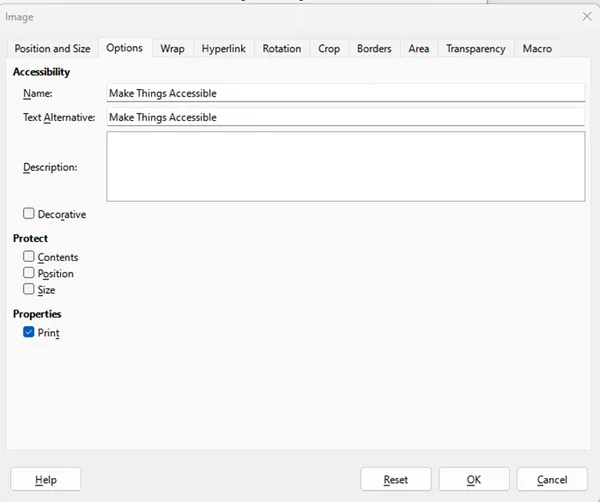 Image
Position and Size Options Wrap Hyperlink Rotation Crop Borders Area Transparency Macro
Accessibility
Name: Make Things Accessible
Text Alternative: Make Things Accessible
Description:
Decorative
Protect
Contents
Position
Size
Properties
Print
Help Reset OK Cancel